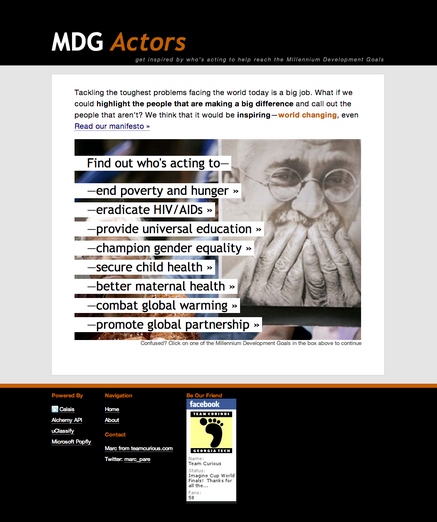 MDG Actors
get inspired by who's acting to help reach the Millennium Development Goals
Tackling the toughest problems facing the world today is a big job. What if we
could highlight the people that are making a big difference and call out the
people that aren't? We think that it would be inspiring—world changing, even
Read our manifesto »
Find out who's acting to—
—end poverty and hunger »
—eradicate HIV/AIDs »
—provide universal education »
—champion gender equality »
—secure child health »
—better maternal health »
—combat global warming »
—promote global partnership »
Confused? Click on one of the Millennium Development Goals in the box above to continue
Powered By
Calais
Alchemy API
uClassify
Microsoft Popfly
Navigation
Home
About
Contact
Marc from teamcurious.com
Twitter: marc_pare
Be Our Friend
facebook
TEAM CURIOUS
GEORGIA TECH
Name:
Team Curious
Status:
Imagine Cup World
Finals! Thanks for
all the...
Fans:
58